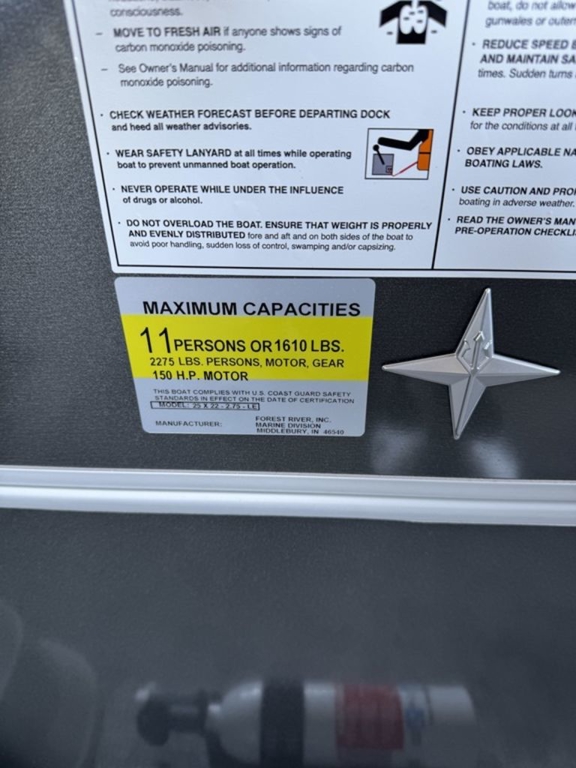 consciousness.
– MOVE TO FRESH AIR if anyone shows signs of
carbon monoxide poisoning.
– See Owner's Manual for additional information regarding carbon
monoxide poisoning.
· CHECK WEATHER FORECAST BEFORE DEPARTING DOCK
and heed all weather advisories.
· WEAR SAFETY LANYARD at all times while operating
boat to prevent unmanned boat operation.
· NEVER OPERATE WHILE UNDER THE INFLUENCE
of drugs or alcohol.
· DO NOT OVERLOAD THE BOAT. ENSURE THAT WEIGHT IS PROPERLY
AND EVENLY DISTRIBUTED fore and aft and on both sides of the boat to
avoid poor handling, sudden loss of control, swamping and/or capsizing.
boat, do not allow
gunwales or outer
· REDUCE SPEED
AND MAINTAIN SA
times. Sudden turns
· KEEP PROPER LOOK
for the conditions at all
· OBEY APPLICABLE NA
BOATING LAWS.
· USE CAUTION AND PRO
boating in adverse weather.
· READ THE OWNER'S MAN
PRE-OPERATION CHECKLI
MAXIMUM CAPACITIES
11 PERSONS OR 1610 LBS.
2275 LBS. PERSONS, MOTOR, GEAR
150 H.P. MOTOR
THIS BOAT COMPLIES WITH U.S. COAST GUARD SAFETY
STANDARDS IN EFFECT ON THE DATE OF CERTIFICATION
MODEL: 25 X 22 - 2.75 - LE
MANUFACTURER: FOREST RIVER, INC.
MARINE DIVISION
MIDDLEBURY, IN 46540